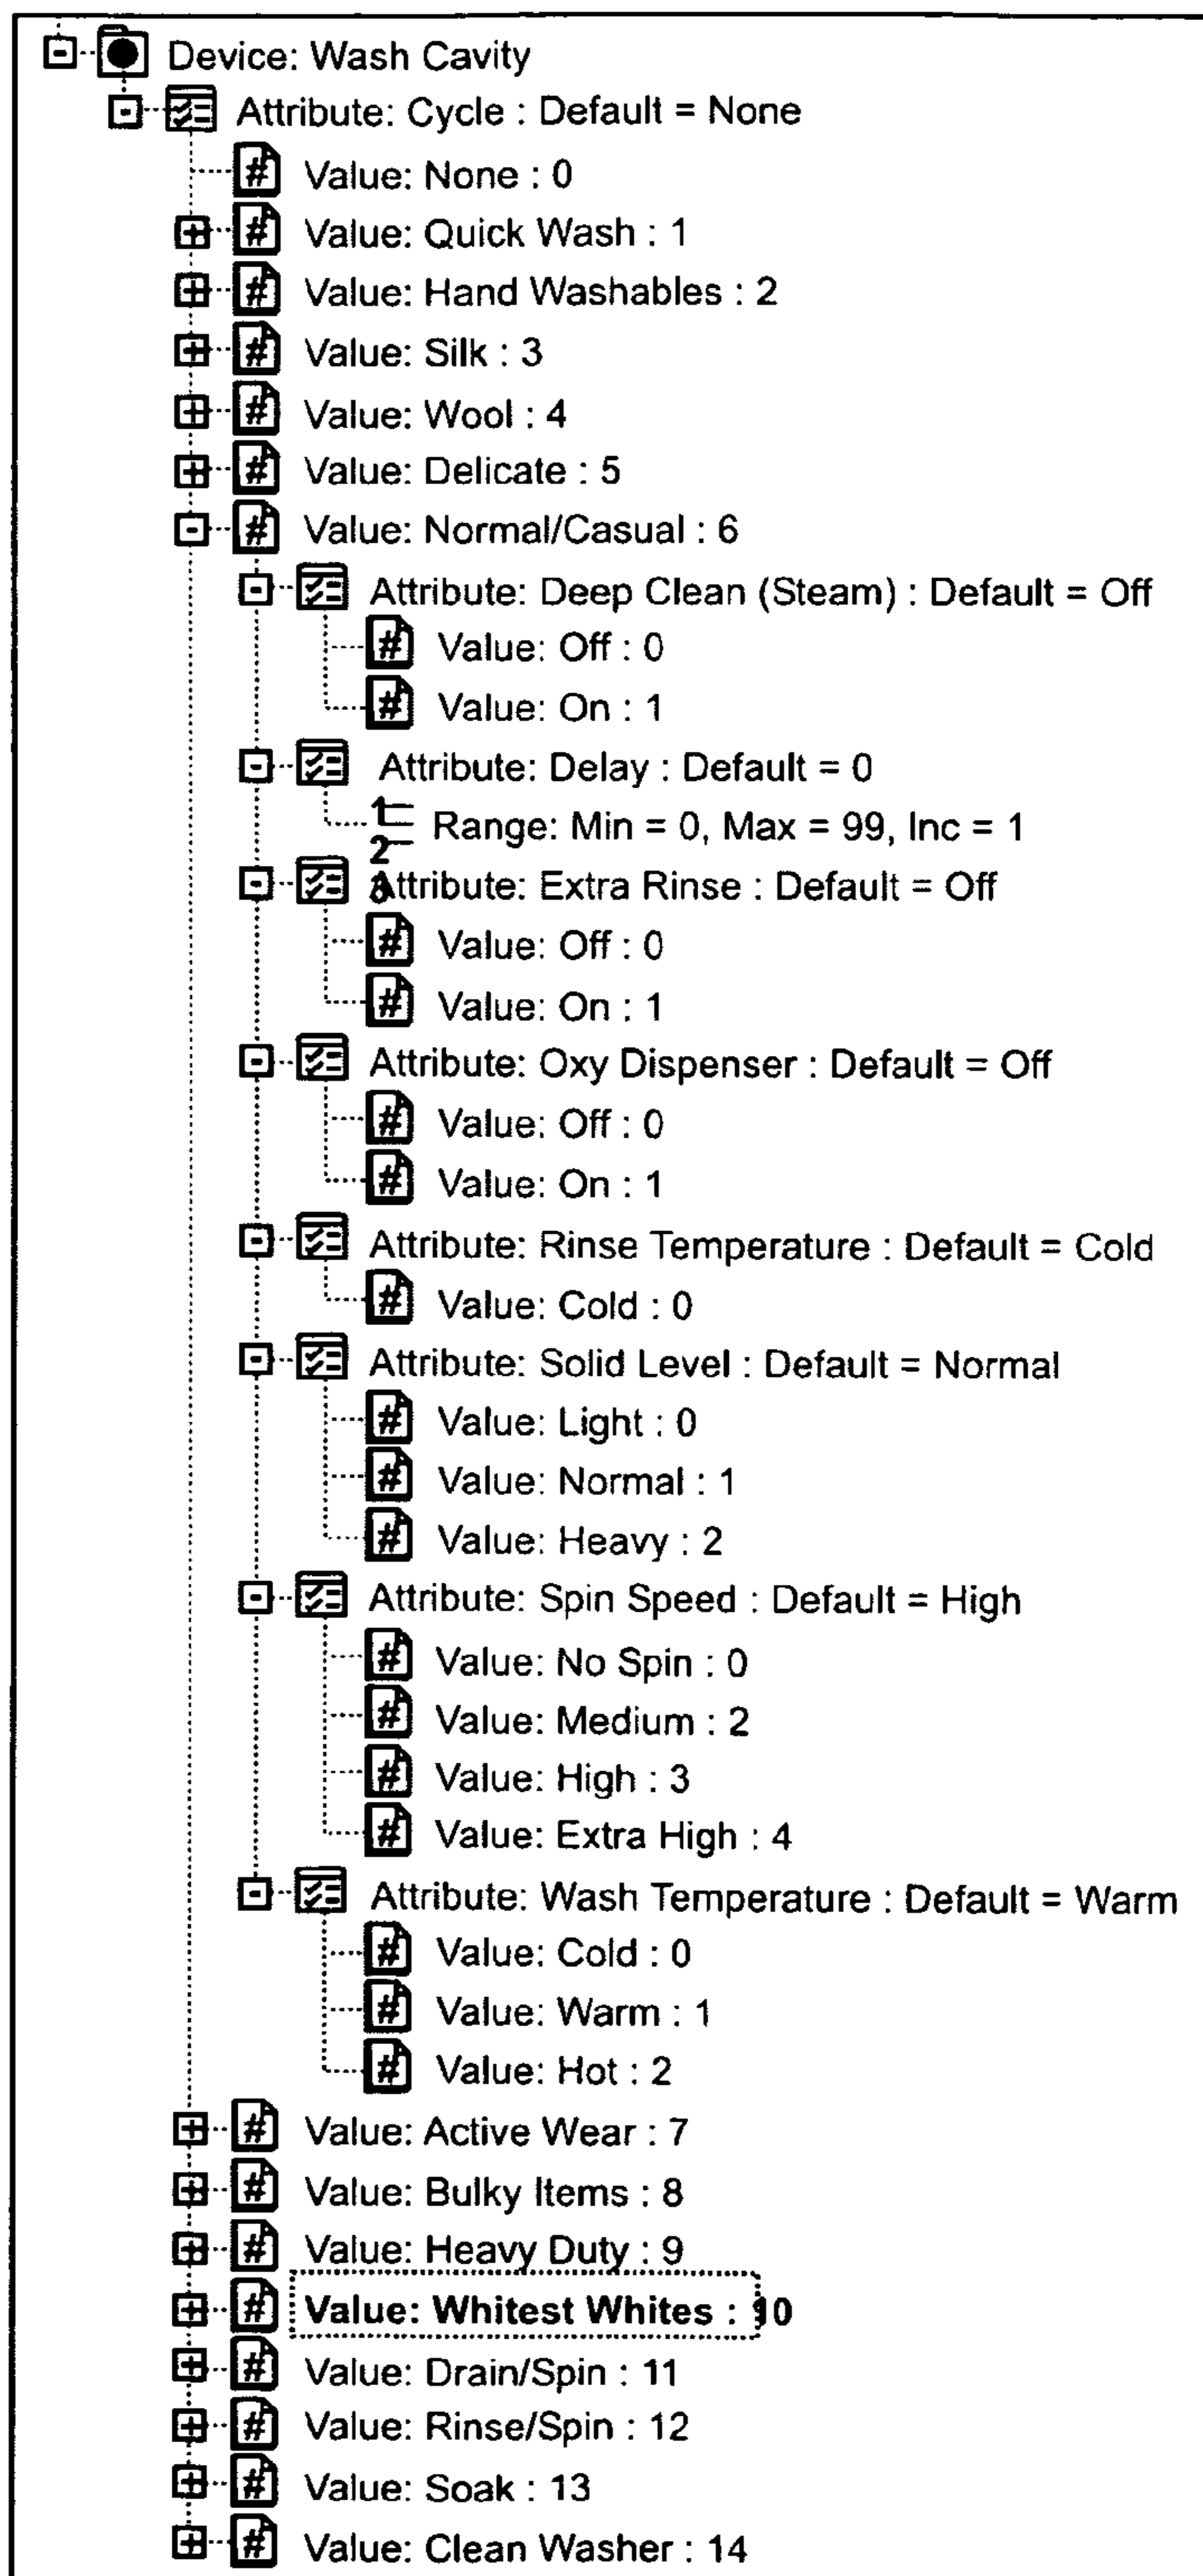 Device: Wash Cavity
Attribute: Cycle : Default = None
# Value: None : 0
# Value: Quick Wash : 1
# Value: Hand Washables : 2
# Value: Silk : 3
# Value: Wool : 4
# Value: Delicate : 5
# Value: Normal/Casual : 6
Attribute: Deep Clean (Steam) : Default = Off
# Value: Off : 0
# Value: On : 1
Attribute: Delay : Default = 0
1 2 3 Range: Min = 0, Max = 99, Inc = 1
Attribute: Extra Rinse : Default = Off
# Value: Off : 0
# Value: On : 1
Attribute: Oxy Dispenser : Default = Off
# Value: Off : 0
# Value: On : 1
Attribute: Rinse Temperature : Default = Cold
# Value: Cold : 0
Attribute: Solid Level : Default = Normal
# Value: Light : 0
# Value: Normal : 1
# Value: Heavy : 2
Attribute: Spin Speed : Default = High
# Value: No Spin : 0
# Value: Medium : 2
# Value: High : 3
# Value: Extra High : 4
Attribute: Wash Temperature : Default = Warm
# Value: Cold : 0
# Value: Warm : 1
# Value: Hot : 2
# Value: Active Wear : 7
# Value: Bulky Items : 8
# Value: Heavy Duty : 9
# Value: Whitest Whites : 10
# Value: Drain/Spin : 11
# Value: Rinse/Spin : 12
# Value: Soak : 13
# Value: Clean Washer : 14